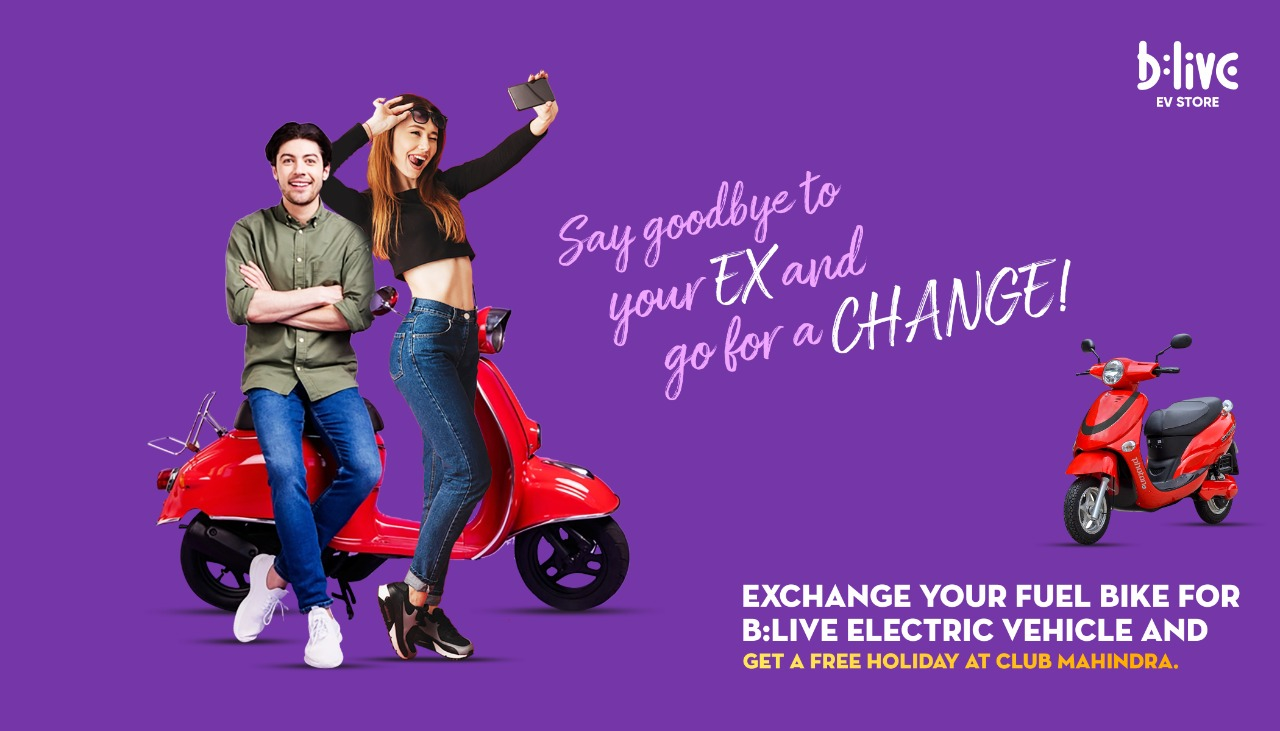 b:live
EV STORE
Say goodbye to
your EX and
go for a CHANGE!
photon
EXCHANGE YOUR FUEL BIKE FOR
B:LIVE ELECTRIC VEHICLE AND
GET A FREE HOLIDAY AT CLUB MAHINDRA.